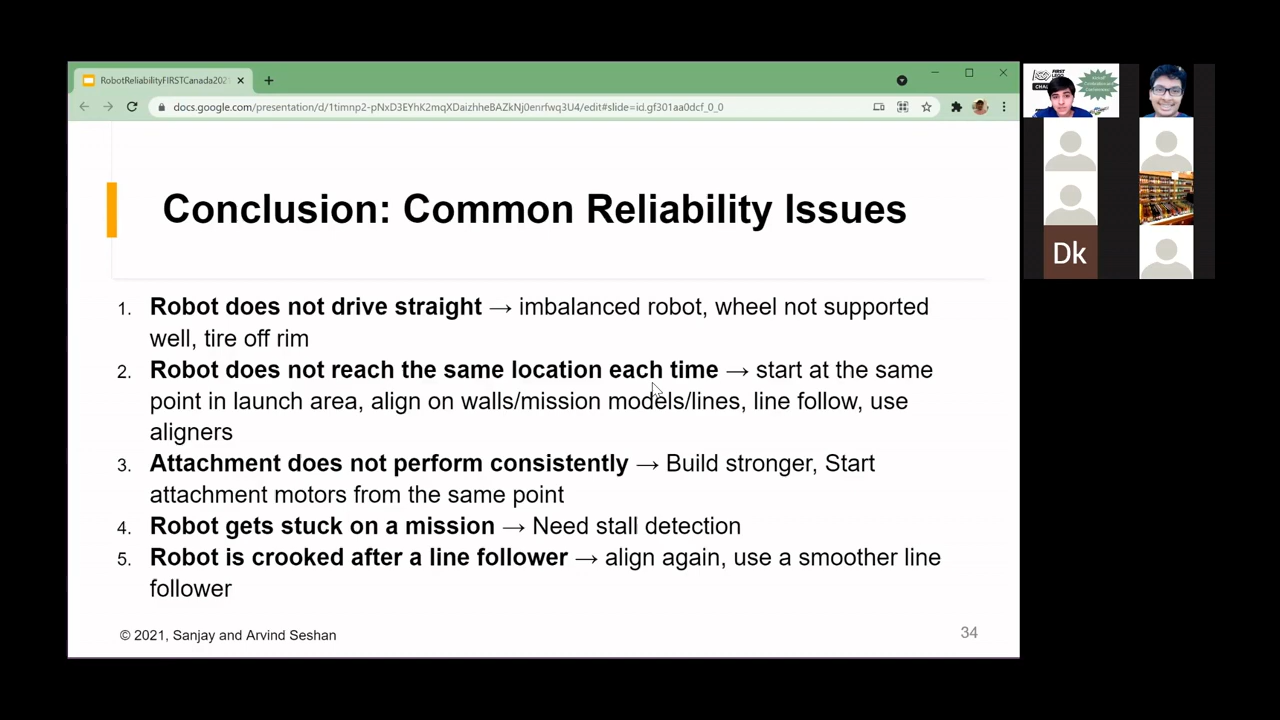 RobotReliabilityFIRSTCanada202
docs.google.com/presentation/d/1timnp2-pNxD3EYhK2mqXDaizhheBAZkNj0enrfwq3U4/edit#slide=id.gf301aa0dcf_0_0
FIRST
Conclusion: Common Reliability Issues
1. Robot does not drive straight → imbalanced robot, wheel not supported
well, tire off rim
2. Robot does not reach the same location each time → start at the same
point in launch area, align on walls/mission models/lines, line follow, use
aligners
3. Attachment does not perform consistently → Build stronger, Start
attachment motors from the same point
4. Robot gets stuck on a mission → Need stall detection
5. Robot is crooked after a line follower → align again, use a smoother line
follower
© 2021, Sanjay and Arvind Seshan
34
Dk